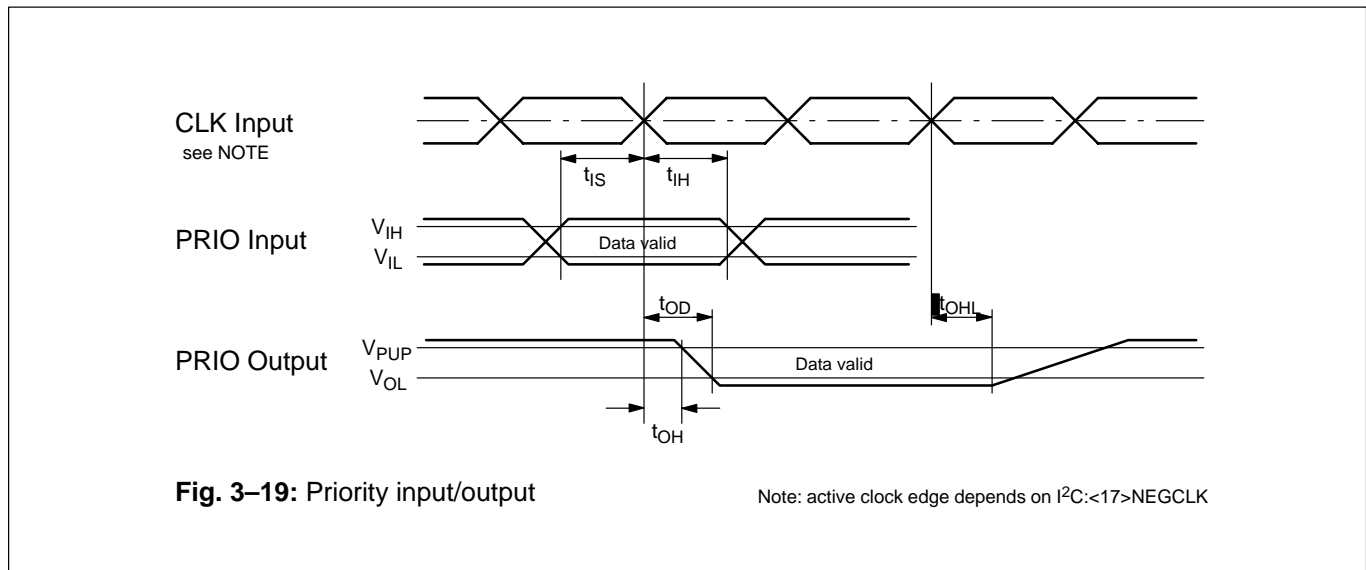 CLK Input
see NOTE
tIS
tIH
PRIO Input
VIH
VIL
Data valid
tOD
tOHL
PRIO Output
VPUP
VOL
Data valid
tOH
Fig. 3–19: Priority input/output
Note: active clock edge depends on I²C:<17>NEGCLK